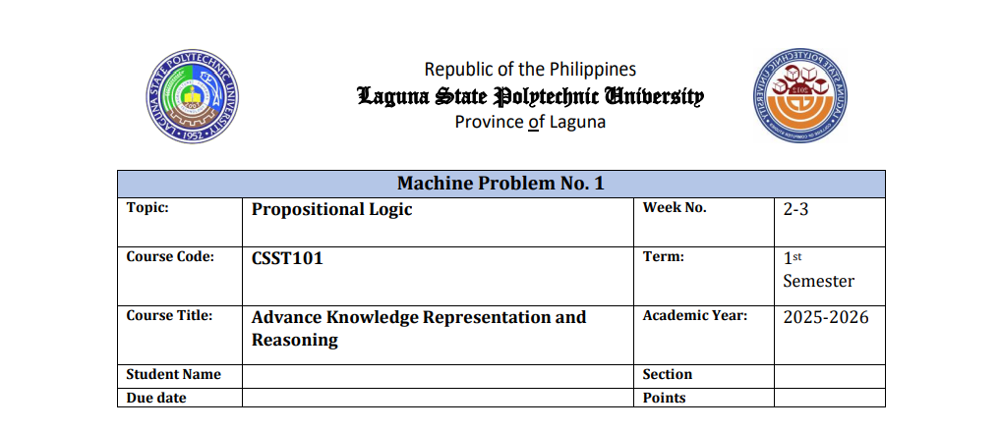 Republic of the Philippines
Laguna State Polytechnic University
Province of Laguna
LAGUNA STATE POLYTECHNIC UNIVERSITY
1952
Machine Problem No. 1
Topic: Propositional Logic Week No. 2-3
Course Code: CSST101 Term: 1st
Semester
Course Title: Advance Knowledge Representation and Academic Year: 2025-2026
Reasoning
Student Name Section
Due date Points